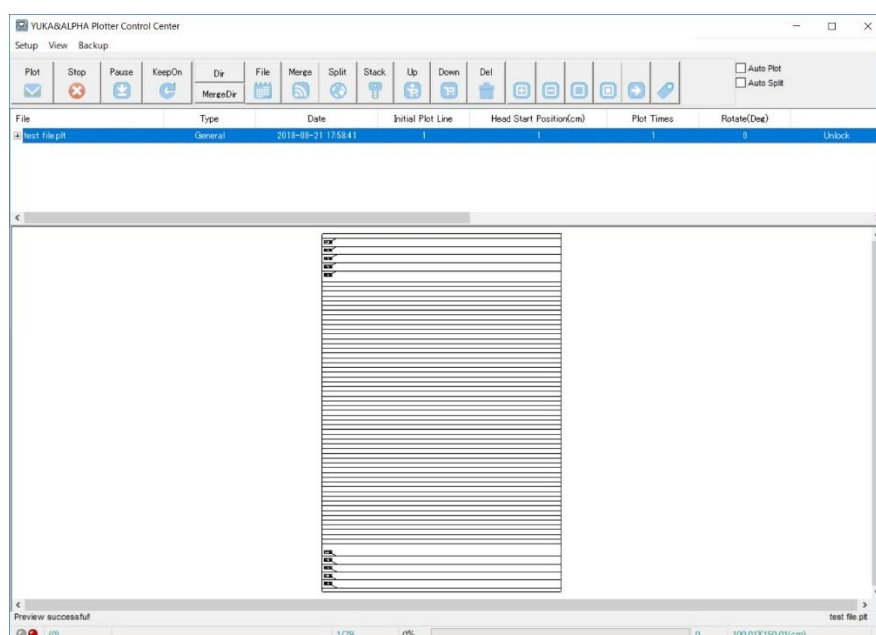 YUKA&ALPHA Plotter Control Center
Setup View Backup
Plot Stop Pause KeepOn Dir File Merge Split Stack Up Down Del
MergeDir
Auto Plot
Auto Split
File Type Date Initial Plot Line Head Start Position(cm) Plot Times Rotate(Deg)
test file.plt General 2018-08-21 17:58:41 1 1 1 0 Unlock
Preview successful! test file.plt
(0) 1/79 0% 0 100.01X150.01(cm)